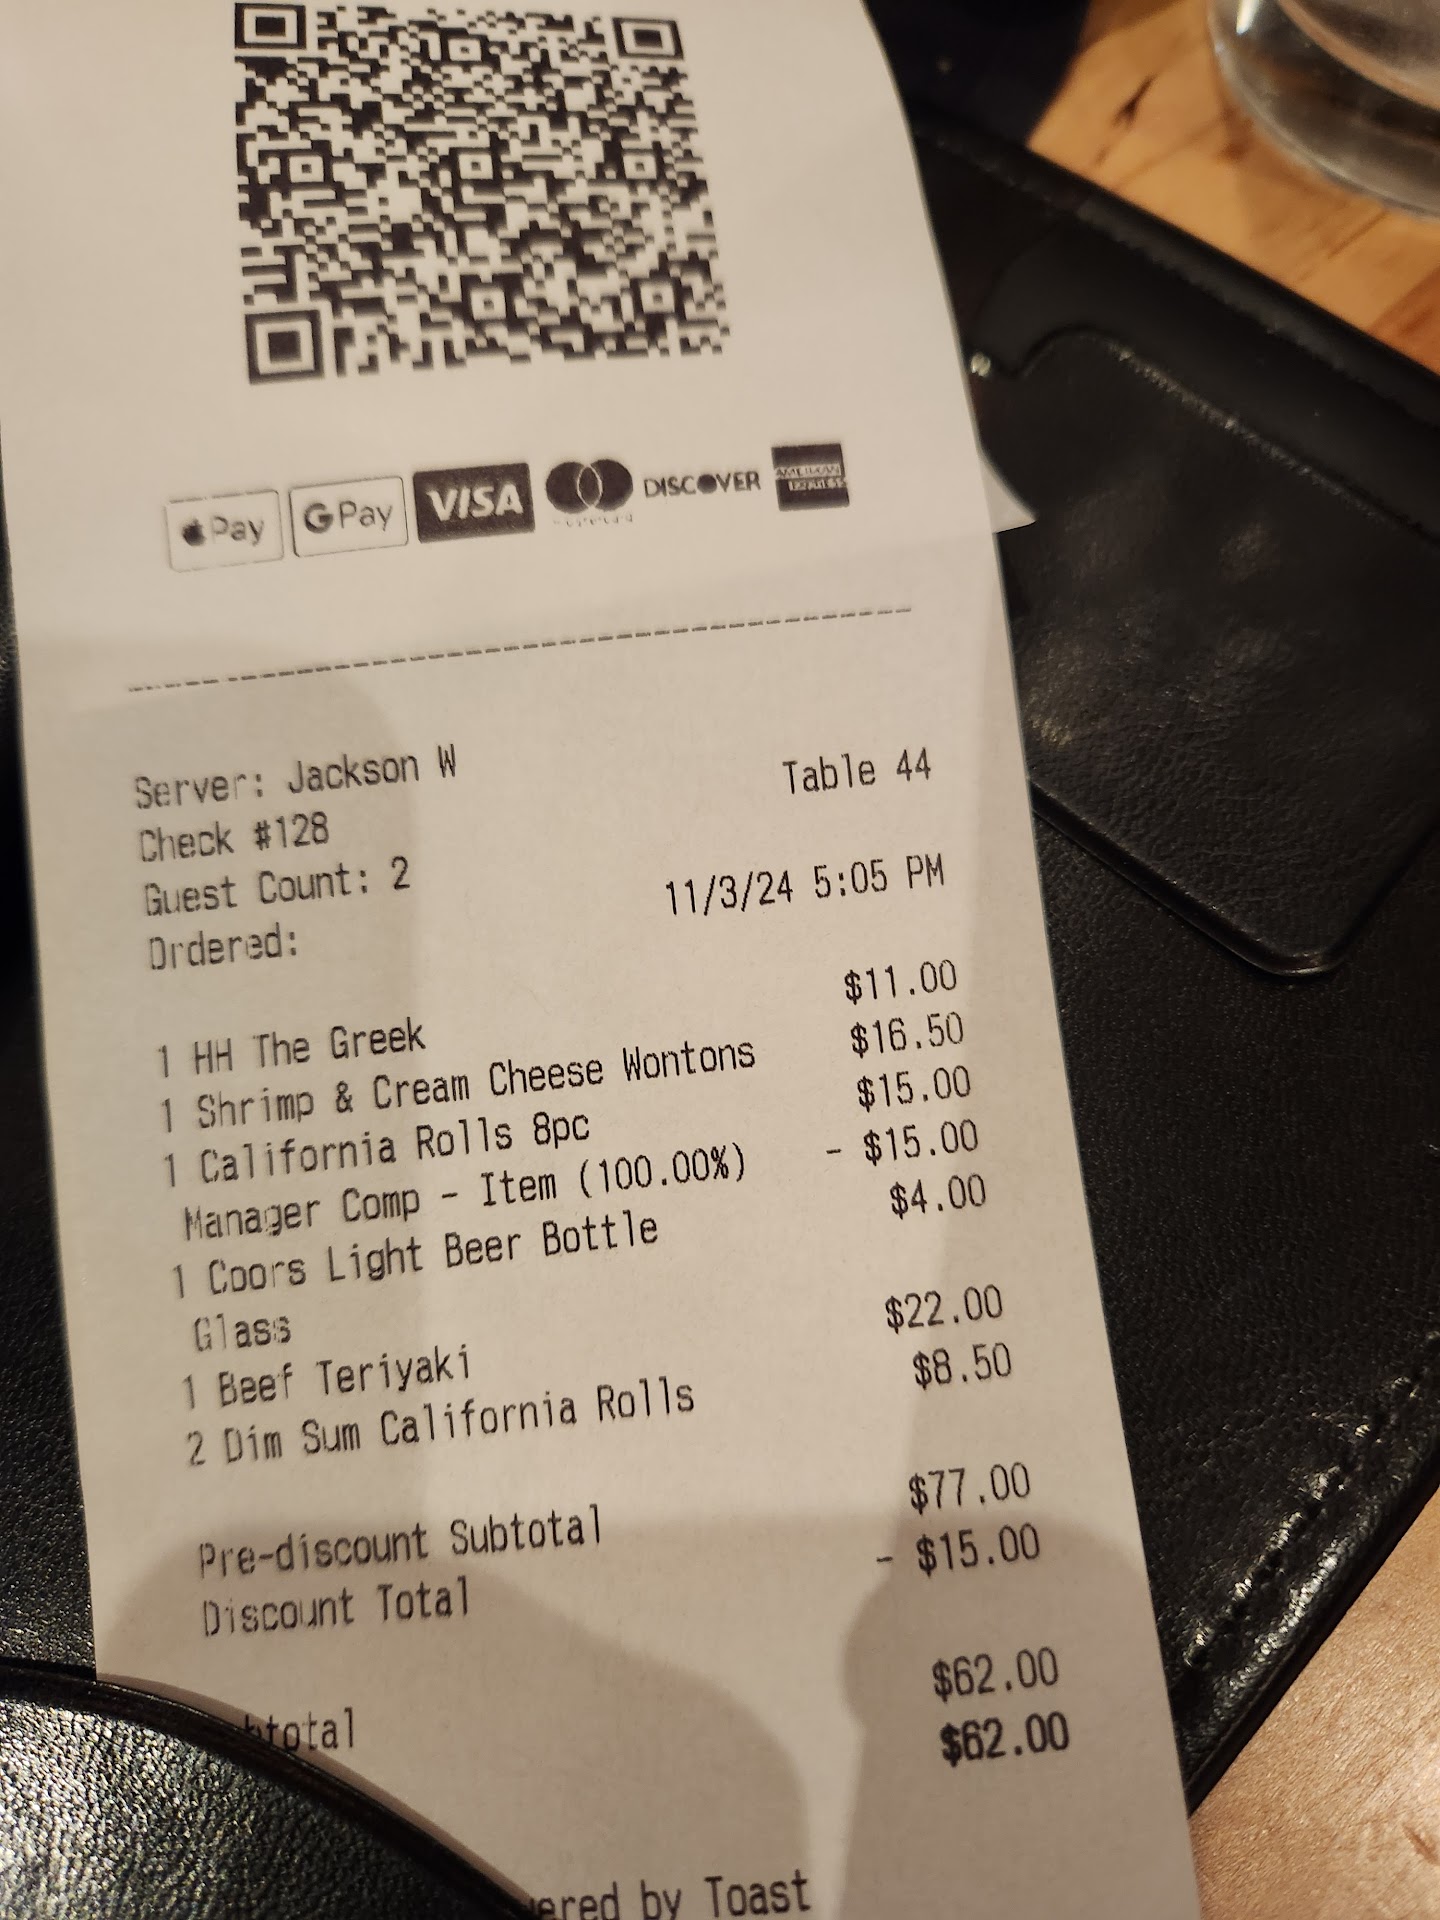 Pay
G Pay
VISA
DISCOVER
AMERICAN EXPRESS
Server: Jackson W
Check #128 Table 44
Guest Count: 2
Ordered: 11/3/24 5:05 PM
1 HH The Greek $11.00
1 Shrimp & Cream Cheese Wontons $16.50
1 California Rolls 8pc $15.00
Manager Comp - Item (100.00%) - $15.00
1 Coors Light Beer Bottle $4.00
Glass
1 Beef Teriyaki $22.00
2 Dim Sum California Rolls $8.50
Pre-discount Subtotal $77.00
Discount Total - $15.00
btotal $62.00
$62.00
ered by Toast